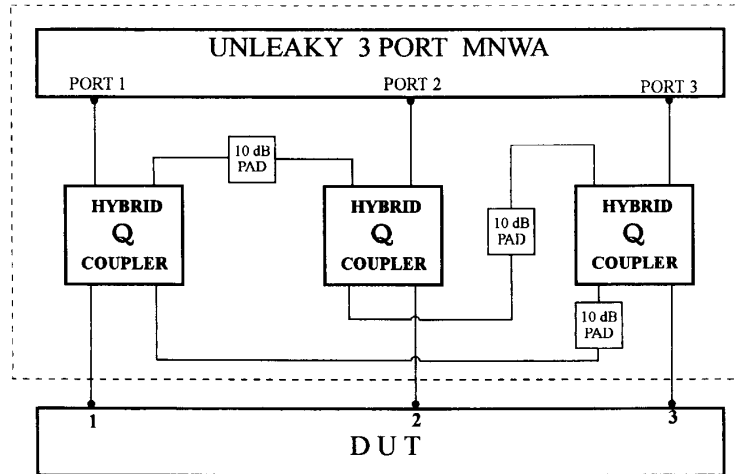 UNLEAKY 3 PORT MNWA
PORT 1
PORT 2
PORT 3
10 dB
PAD
HYBRID
Q
COUPLER
HYBRID
Q
COUPLER
10 dB
PAD
HYBRID
Q
COUPLER
10 dB
PAD
1
2
3
DUT